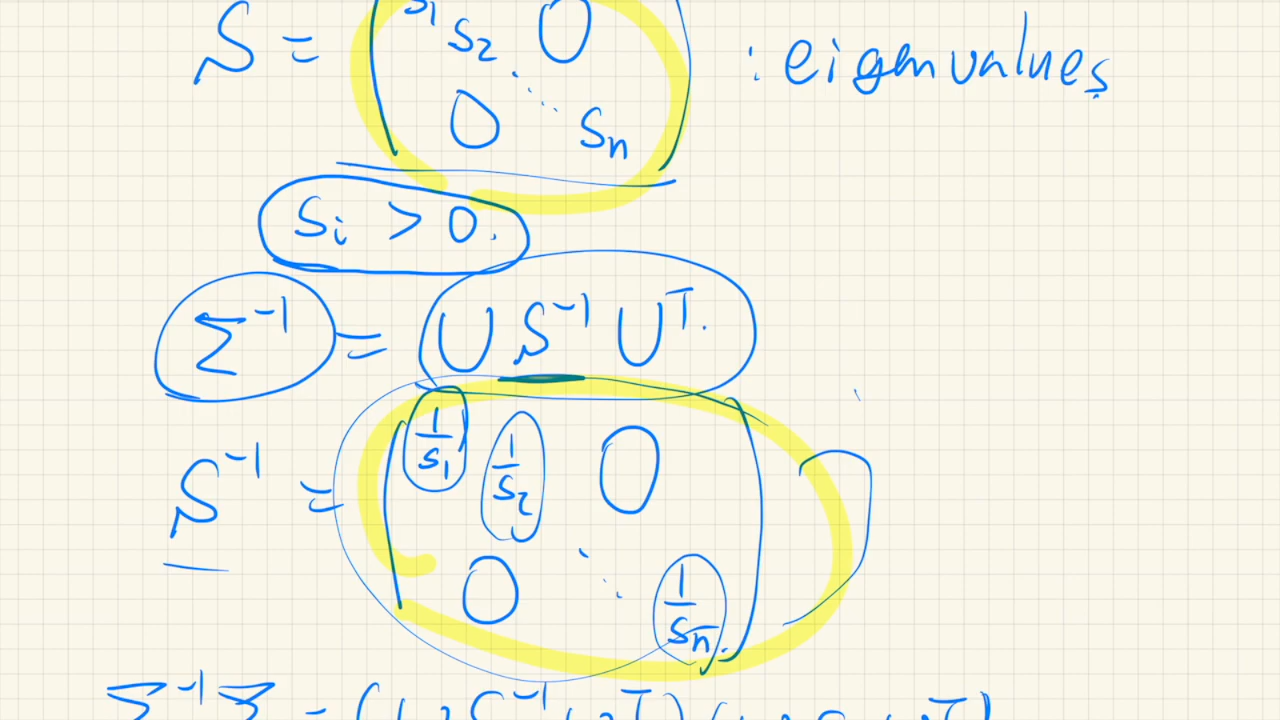 S = ( s1 s2 0 ⋱ 0 sn ) : eigenvalues
si > 0.
Σ⁻¹ = U S⁻¹ Uᵀ.
S⁻¹ = ( 1/s1 1/s2 0 0 ⋱ 1/sn. )
Σ⁻¹Σ =